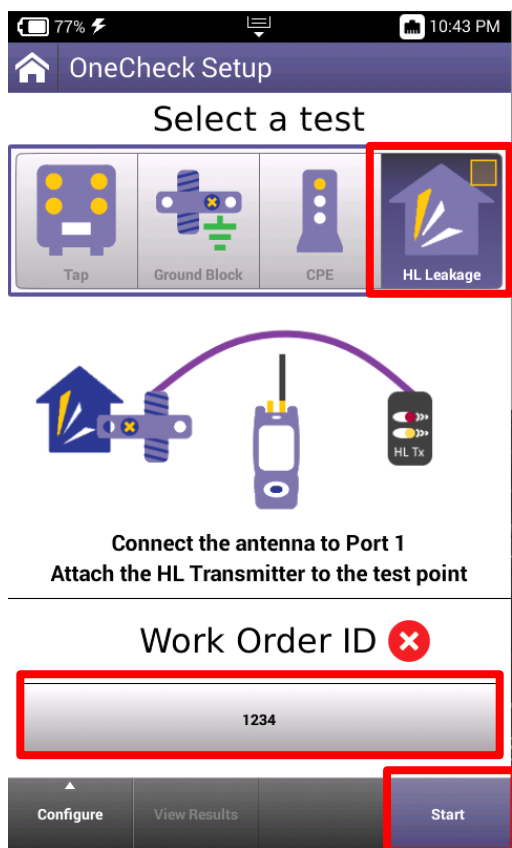 77% 10:43 PM
OneCheck Setup
Select a test
Tap Ground Block CPE HL Leakage
HL Tx
Connect the antenna to Port 1
Attach the HL Transmitter to the test point
Work Order ID
1234
Configure View Results Start